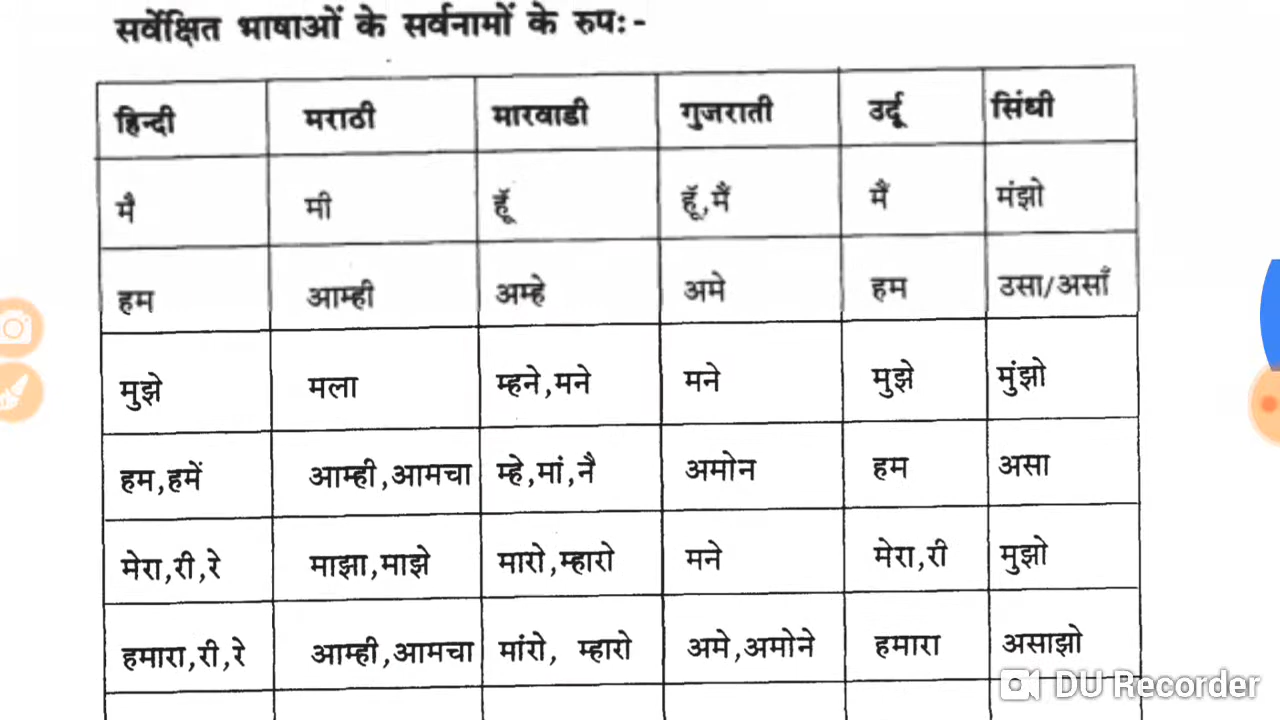 सर्वेक्षित भाषाओं के सर्वनामों के रुपः-
हिन्दी मराठी मारवाडी गुजराती उर्दू सिंधी
मै मी हूँ हूँ,मैं मैं मंझो
हम आम्ही अम्हे अमे हम उसा/असाँ
मुझे मला म्हने,मने मने मुझे मुंझो
हम,हमें आम्ही,आमचा म्हे,मां,नै अमोन हम असा
मेरा,री,रे माझा,माझे मारो,म्हारो मने मेरा,री मुझो
हमारा,री,रे आम्ही,आमचा मांरो, म्हारो अमे,अमोने हमारा असाझो
DU Recorder